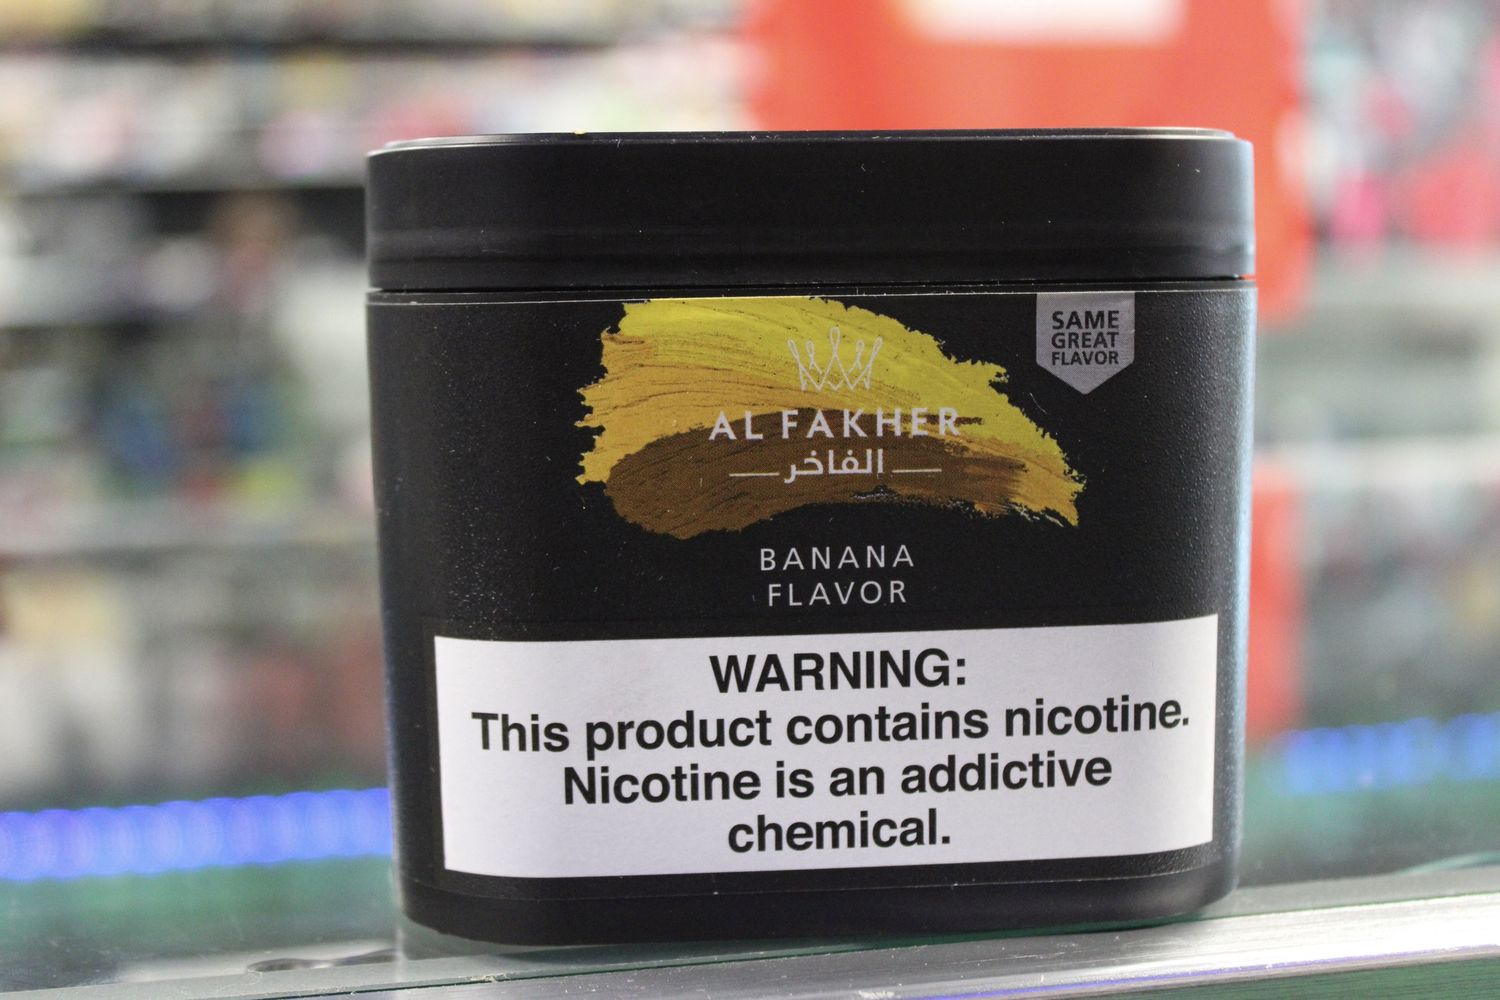 SAME
GREAT
FLAVOR
AL FAKHER
الفاخر
BANANA
FLAVOR
WARNING:
This product contains nicotine.
Nicotine is an addictive
chemical.